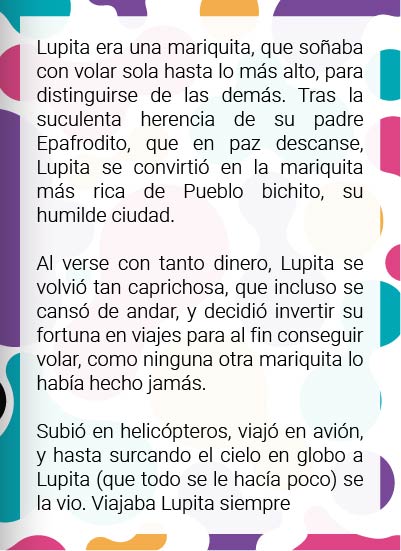 Lupita era una mariquita, que soñaba
con volar sola hasta lo más alto, para
distinguirse de las demás. Tras la
suculenta herencia de su padre
Epafrodito, que en paz descanse,
Lupita se convirtió en la mariquita
más rica de Pueblo bichito, su
humilde ciudad.
Al verse con tanto dinero, Lupita se
volvió tan caprichosa, que incluso se
cansó de andar, y decidió invertir su
fortuna en viajes para al fin conseguir
volar, como ninguna otra mariquita lo
había hecho jamás.
Subió en helicópteros, viajó en avión,
y hasta surcando el cielo en globo a
Lupita (que todo se le hacía poco) se
la vio. Viajaba Lupita siempre